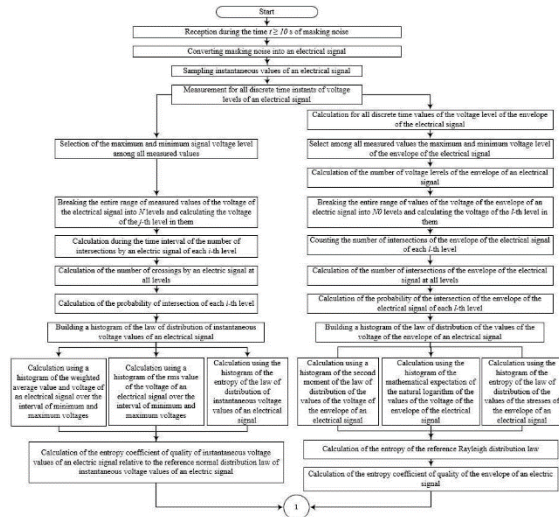 Start
Reception during the time t ≥ 10 s of masking noise
Converting masking noise into an electrical signal
Sampling instantaneous values of an electrical signal
Measurement for all discrete time instants of voltage
levels of an electrical signal
Selection of the maximum and minimum signal voltage level
among all measured values
Breaking the entire range of measured values of the voltage of
the electrical signal into N levels and calculating the voltage of
the j-th level in them
Calculation during the time interval of the number of
intersections by an electric signal of each i-th level
Calculation of the number of crossings by an electric signal at
all levels
Calculation of the probability of intersection of each i-th level
Building a histogram of the law of distribution of instantaneous
voltage values of an electrical signal
Calculation using a
histogram of the weighted
average value and voltage of
an electrical signal over the
interval of minimum and
maximum voltages
Calculation using a
histogram of the rms value
of the voltage of an
electrical signal over the
interval of minimum and
maximum voltages
Calculation using the
histogram of the
entropy of the law of
distribution of
instantaneous voltage
values of an electrical
signal
Calculation of the entropy coefficient of quality of instantaneous voltage
values of an electric signal relative to the reference normal distribution law of
instantaneous voltage values of an electric signal
Calculation for all discrete time values of the voltage level of the envelope
of the electrical signal
Select among all measured values the maximum and minimum voltage
level of the envelope of the electrical signal
Calculation of the number of voltage levels of the envelope of an electrical
signal
Breaking the entire range of values of the voltage of the envelope of an
electric signal into N0 levels and calculating the voltage of the l-th level in
them
Counting the number of intersections of the envelope of the electrical signal
of each l-th level
Calculation of the number of intersections of the envelope of the electrical
signal at all levels
Calculation of the probability of the intersection of the envelope of the
electrical signal of each l-th level
Building a histogram of the law of distribution of the values of the
voltage of the envelope of an electrical signal
Calculation using a
histogram of the second
moment of the law of
distribution of the
values of the voltage of
the envelope of an
electrical signal
Calculation using the
histogram of the
mathematical expectation of
the natural logarithm of the
values of the voltage of the
envelope of the electrical
signal
Calculation using the
histogram of the
entropy of the law of
distribution of the
values of the stresses of
the envelope of an
electrical signal
Calculation of the entropy of the reference Rayleigh distribution law
Calculation of the entropy coefficient of quality of the envelope of an electric
signal
1